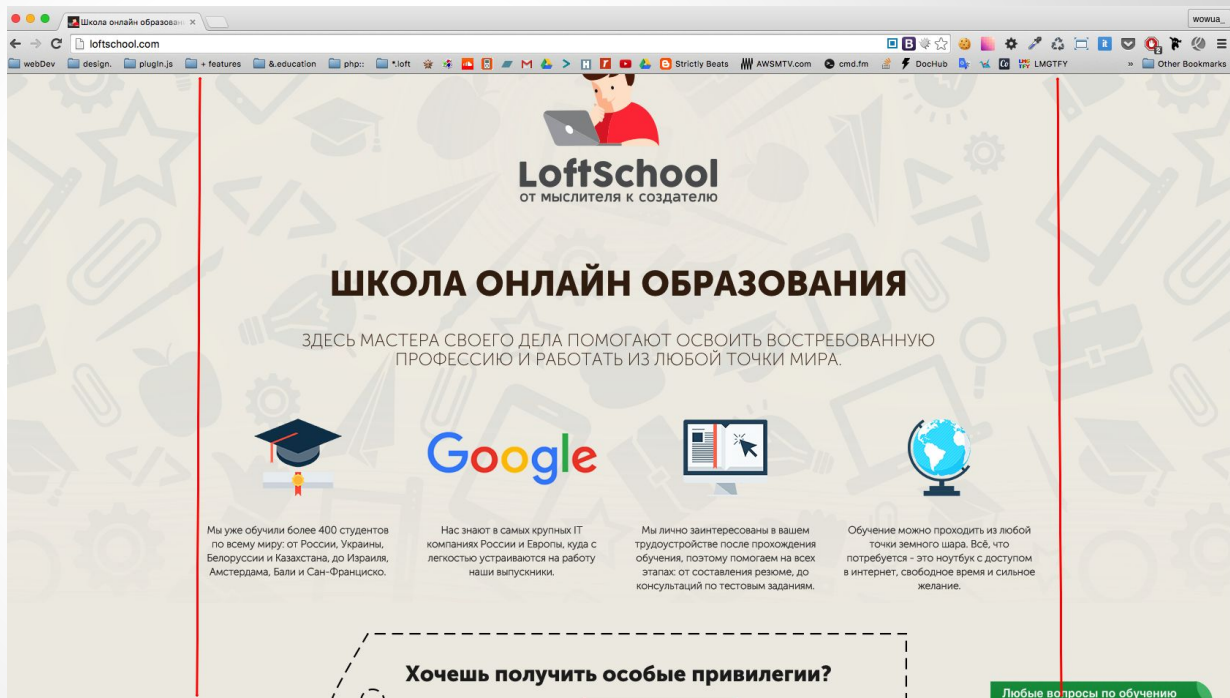 Школа онлайн образован
wowua_
loftschool.com
webDev design. plugIn.js + features &.education php:: *.loft Strictly Beats AWSMTV.com cmd.fm DocHub LMGTFY » Other Bookmarks
LoftSchool
от мыслителя к создателю
ШКОЛА ОНЛАЙН ОБРАЗОВАНИЯ
ЗДЕСЬ МАСТЕРА СВОЕГО ДЕЛА ПОМОГАЮТ ОСВОИТЬ ВОСТРЕБОВАННУЮ
ПРОФЕССИЮ И РАБОТАТЬ ИЗ ЛЮБОЙ ТОЧКИ МИРА.
Google
Мы уже обучили более 400 студентов
по всему миру: от России, Украины,
Белоруссии и Казахстана, до Израиля,
Амстердама, Бали и Сан-Франциско.
Нас знают в самых крупных IT
компаниях России и Европы, куда с
легкостью устраиваются на работу
наши выпускники.
Мы лично заинтересованы в вашем
трудоустройстве после прохождения
обучения, поэтому помогаем на всех
этапах: от составления резюме, до
консультаций по тестовым заданиям.
Обучение можно проходить из любой
точки земного шара. Всё, что
потребуется - это ноутбук с доступом
в интернет, свободное время и сильное
желание.
Хочешь получить особые привилегии?
Любые вопросы по обучению